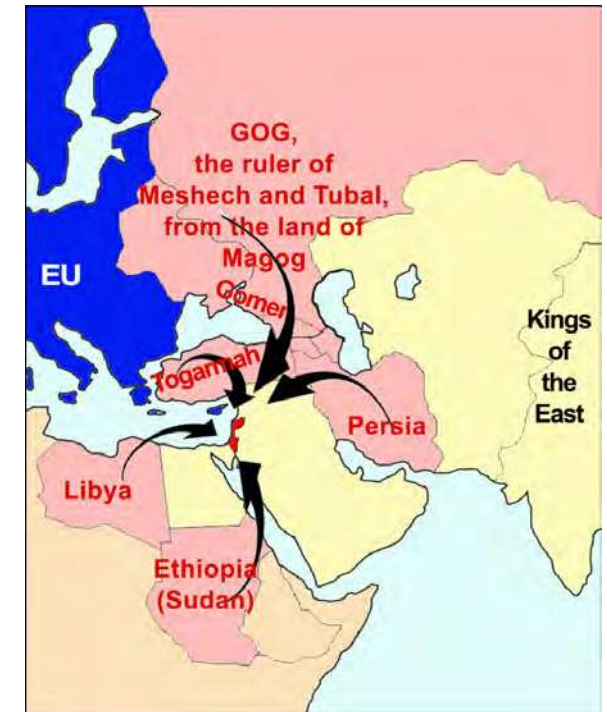 GOG,
the ruler of
Meshech and Tubal,
from the land of
Magog
Gomer
EU
Togarmah
Kings
of
the
East
Persia
Libya
Ethiopia
(Sudan)